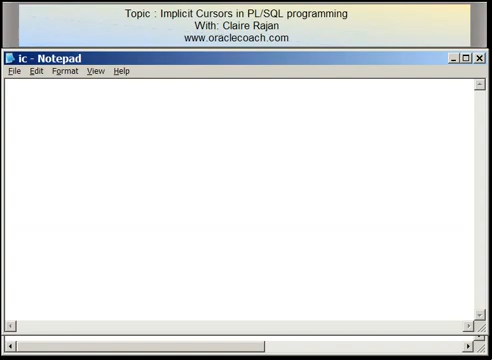 Topic : Implicit Cursors in PL/SQL programming
With: Claire Rajan
www.oraclecoach.com
ic - Notepad
File Edit Format View Help